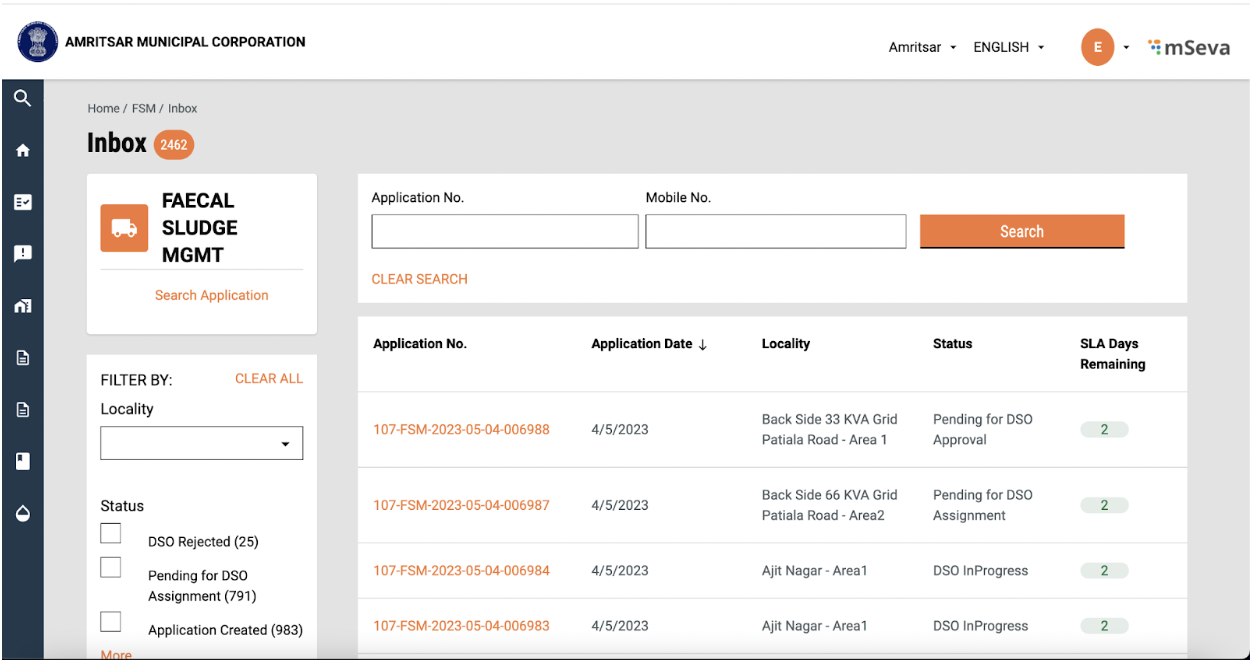 AMRITSAR MUNICIPAL CORPORATION
Amritsar
ENGLISH
E
mSeva
Home / FSM / Inbox
Inbox 2462
FAECAL
SLUDGE
MGMT
Search Application
Application No.
Mobile No.
Search
CLEAR SEARCH
FILTER BY: CLEAR ALL
Locality
Status
DSO Rejected (25)
Pending for DSO
Assignment (791)
Application Created (983)
More
Application No. Application Date ↓ Locality Status SLA Days
Remaining
107-FSM-2023-05-04-006988 4/5/2023 Back Side 33 KVA Grid
Patiala Road - Area 1 Pending for DSO
Approval 2
107-FSM-2023-05-04-006987 4/5/2023 Back Side 66 KVA Grid
Patiala Road - Area2 Pending for DSO
Assignment 2
107-FSM-2023-05-04-006984 4/5/2023 Ajit Nagar - Area1 DSO InProgress 2
107-FSM-2023-05-04-006983 4/5/2023 Ajit Nagar - Area1 DSO InProgress 2